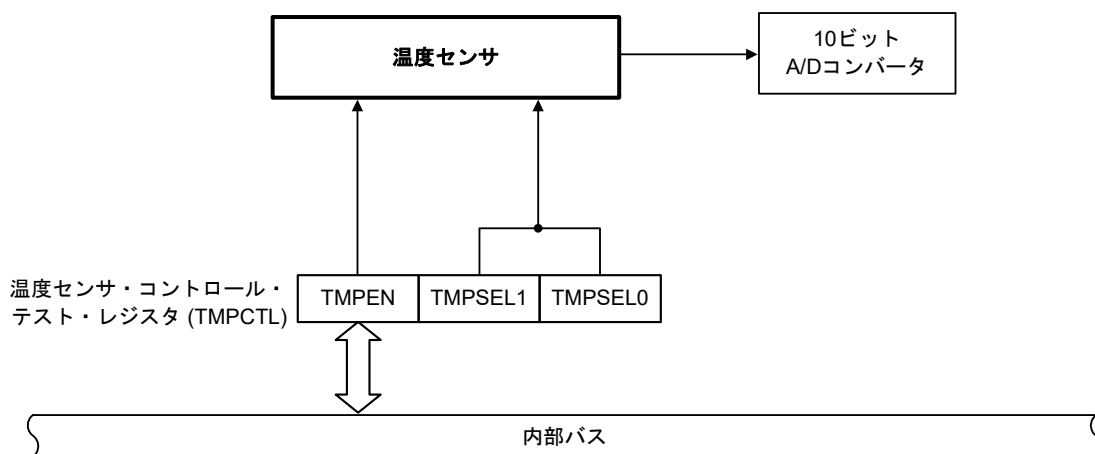 温度センサ
10ビット
A/Dコンバータ
温度センサ・コントロール・
テスト・レジスタ (TMPCTL)
TMPEN
TMPSEL1
TMPSEL0
内部バス